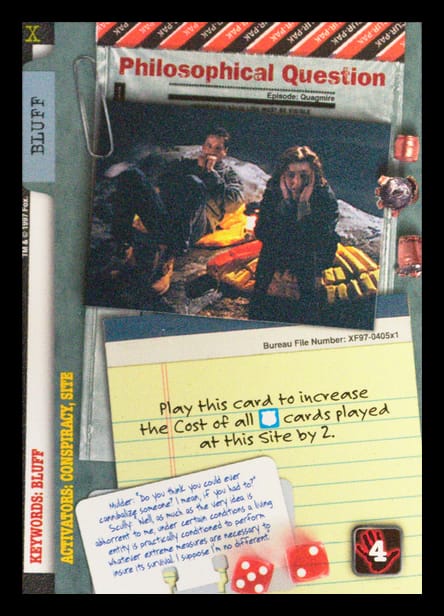 X
CUR-PAK
Philosophical Question
Episode: Quagmire
BLUFF
TM & © 1997 Fox.
Bureau File Number: XF97-0405x1
Play this card to increase
the Cost of all cards played
at this Site by 2.
KEYWORDS: BLUFF
ACTIVATORS: CONSPIRACY, SITE
Mulder: "Do you think you could ever
cannibalize someone? I mean, if you had to?"
Scully: "Well, as much as the very idea is
abhorrent to me, under certain conditions a living
entity is practically conditioned to perform
whatever extreme measures are necessary to
insure its survival. I suppose I'm no different."
4